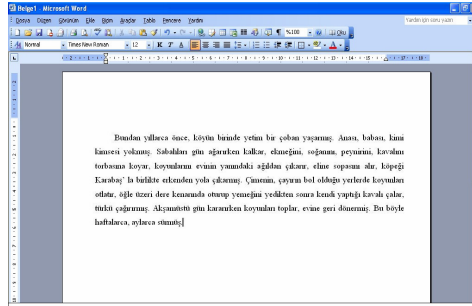 Belge1 - Microsoft Word
Dosya Düzen Görünüm Ekle Biçim Araçlar Tablo Pencere Yardım
Yardım için soru yazın
%100 Oku
Normal Times New Roman 12 K T A
Bundan yıllarca önce, köyün birinde yetim bir çoban yaşarmış. Anası, babası, kimi
kimsesi yokmuş. Sabahları gün ağarırken kalkar, ekmeğini, soğanını, peynirini, kavalını
torbasına koyar, koyunlarını evinin yanındaki ağıldan çıkarır, eline sopasını alır, köpeği
Karabaş' la birlikte erkenden yola çıkarmış. Çimenin, çayırın bol olduğu yerlerde koyunları
otlatır, öğle üzeri dere kenarında oturup yemeğini yedikten sonra kendi yaptığı kavalı çalar,
türkü çağırırmış. Akşamüstü gün kararırken koyunları toplar, evine geri dönermiş. Bu böyle
haftalarca, aylarca sürmüş.